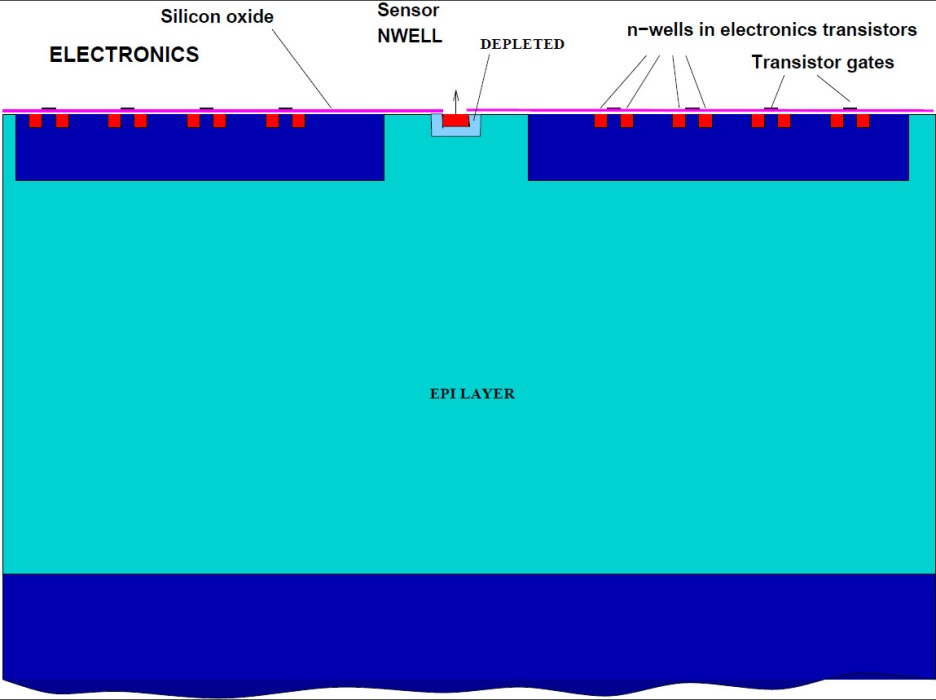 Silicon oxide
ELECTRONICS
Sensor
NWELL
DEPLETED
n−wells in electronics transistors
Transistor gates
EPI LAYER